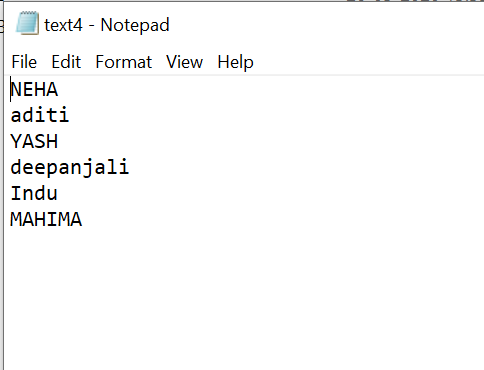 text4 - Notepad
File Edit Format View Help
NEHA
aditi
YASH
deepanjali
Indu
MAHIMA